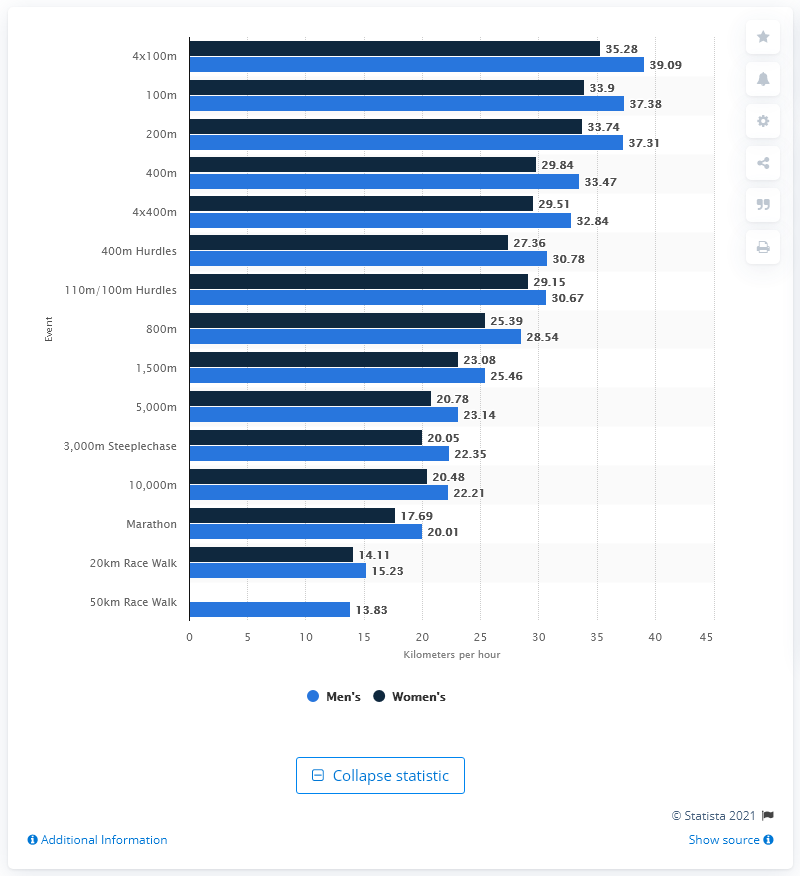 4x100m
35.28
39.09
100m
33.9
37.38
200m
33.74
37.31
400m
29.84
33.47
4x400m
29.51
32.84
400m Hurdles
27.36
30.78
110m/100m Hurdles
29.15
30.67
Event
800m
25.39
28.54
1,500m
23.08
25.46
5,000m
20.78
23.14
3,000m Steeplechase
20.05
22.35
10,000m
20.48
22.21
Marathon
17.69
20.01
20km Race Walk
14.11
15.23
50km Race Walk
13.83
0 5 10 15 20 25 30 35 40 45
Kilometers per hour
Men's Women's
Collapse statistic
© Statista 2021
Additional Information Show source